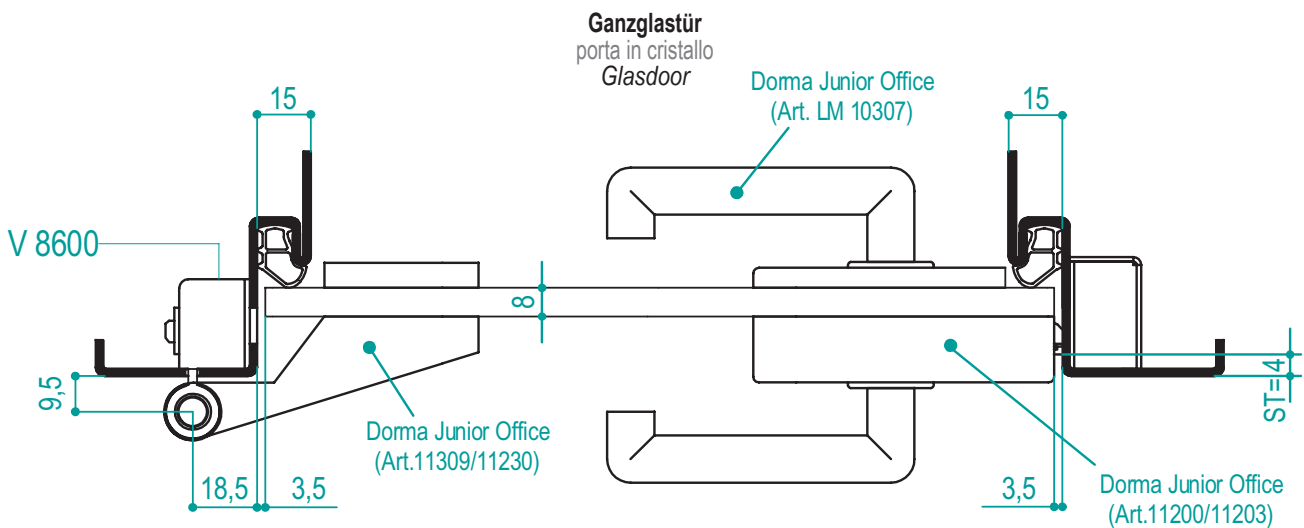 Ganzglastür
porta in cristallo
Glasdoor
Dorma Junior Office
(Art. LM 10307)
15
15
V 8600
8
9,5
ST= 4
Dorma Junior Office
(Art.11309/11230)
18,5
3,5
3,5
Dorma Junior Office
(Art.11200/11203)